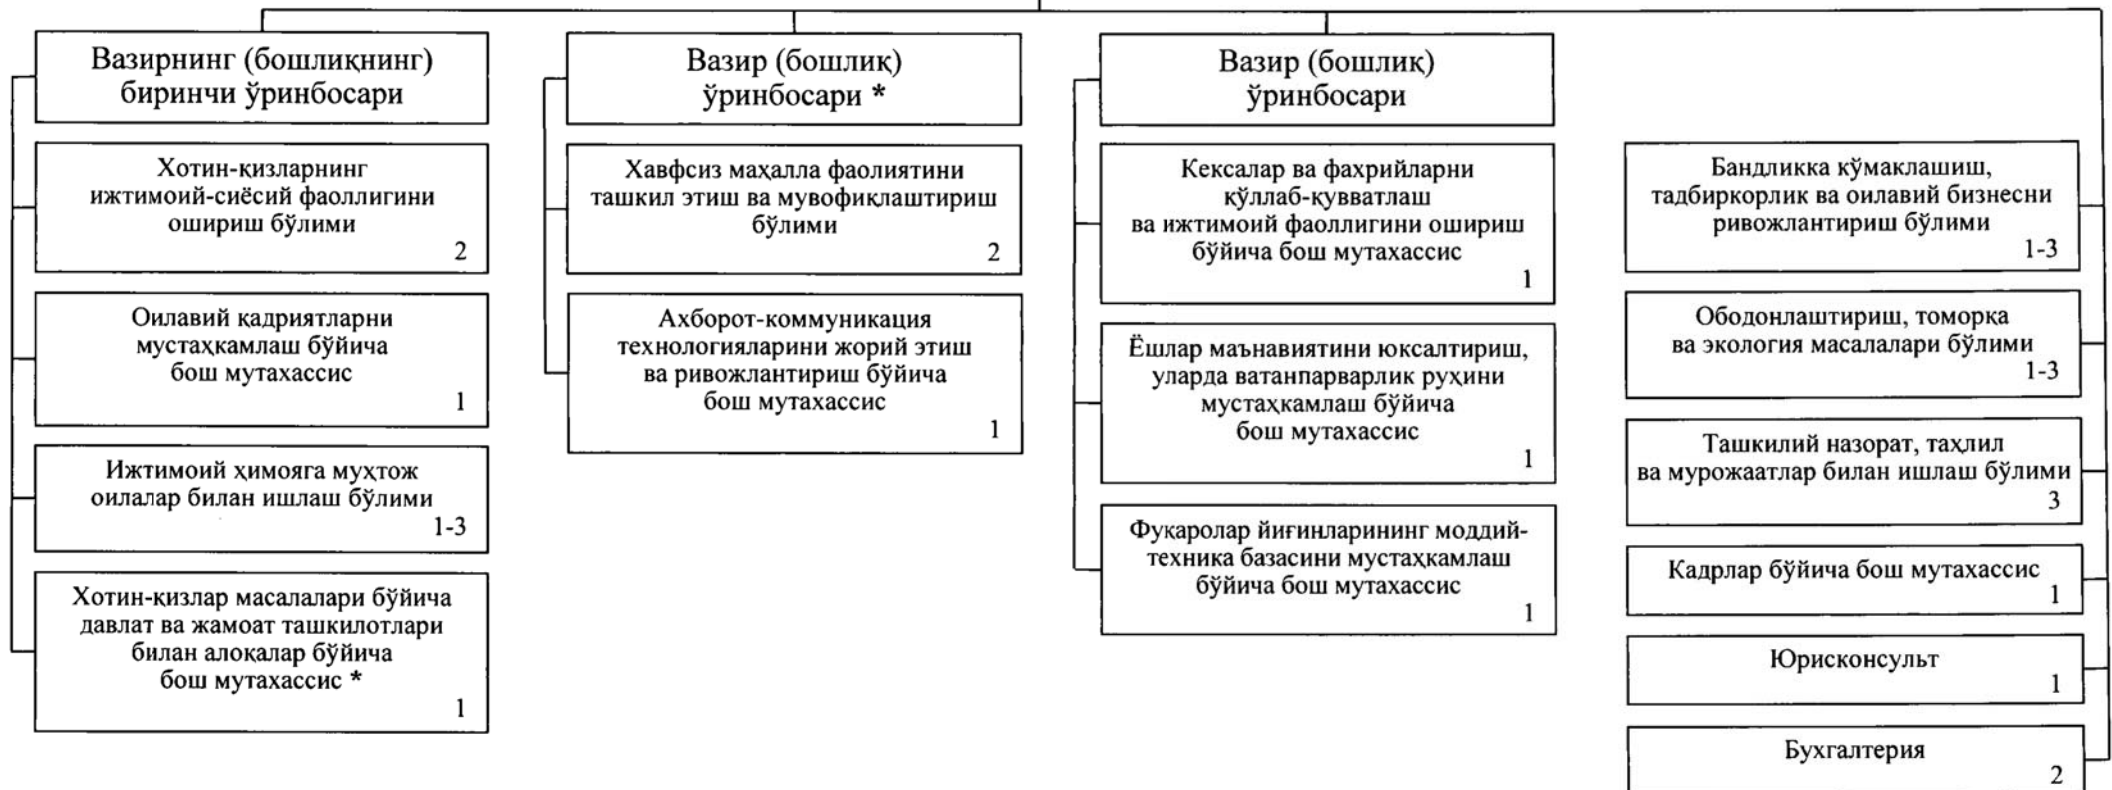 Вазирнинг (бошлиқнинг)
биринчи ўринбосари
Хотин-қизларнинг
ижтимоий-сиёсий фаоллигини
ошириш бўлими
2
Оилавий қадриятларни
мустаҳкамлаш бўйича
бош мутахассис
1
Ижтимоий ҳимояга муҳтож
оилалар билан ишлаш бўлими
1-3
Хотин-қизлар масалалари бўйича
давлат ва жамоат ташкилотлари
билан алоқалар бўйича
бош мутахассис *
1
Вазир (бошлиқ)
ўринбосари *
Хавфсиз маҳалла фаолиятини
ташкил этиш ва мувофиқлаштириш
бўлими
2
Ахборот-коммуникация
технологияларини жорий этиш
ва ривожлантириш бўйича
бош мутахассис
1
Вазир (бошлиқ)
ўринбосари
Кексалар ва фахрийларни
қўллаб-қувватлаш
ва ижтимоий фаоллигини ошириш
бўйича бош мутахассис
1
Ёшлар маънавиятини юксалтириш,
уларда ватанпарварлик руҳини
мустаҳкамлаш бўйича
бош мутахассис
1
Фуқаролар йиғинларининг моддий-
техника базасини мустаҳкамлаш
бўйича бош мутахассис
1
Бандликка кўмаклашиш,
тадбиркорлик ва оилавий бизнесни
ривожлантириш бўлими
1-3
Ободонлаштириш, томорқа
ва экология масалалари бўлими
1-3
Ташкилий назорат, таҳлил
ва мурожаатлар билан ишлаш бўлими
3
Кадрлар бўйича бош мутахассис
1
Юрисконсульт
1
Бухгалтерия
2